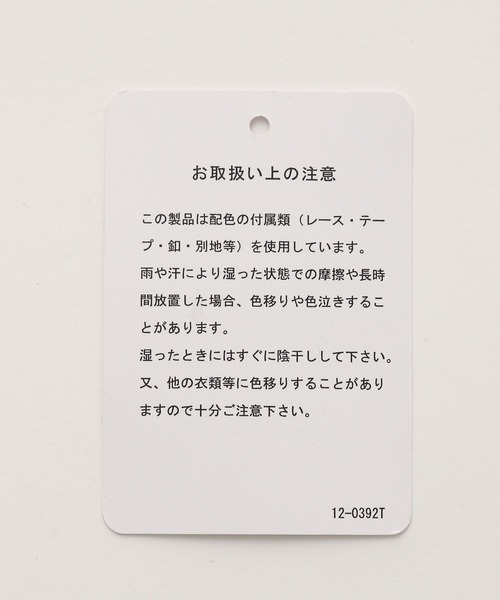 お取扱い上の注意
この製品は配色の付属類（レース・テー
プ・釦・別地等）を使用しています。
雨や汗により湿った状態での摩擦や長時
間放置した場合、色移りや色泣きするこ
とがあります。
湿ったときにはすぐに陰干しして下さい。
又、他の衣類等に色移りすることがあり
ますので十分ご注意下さい。
12-0392T